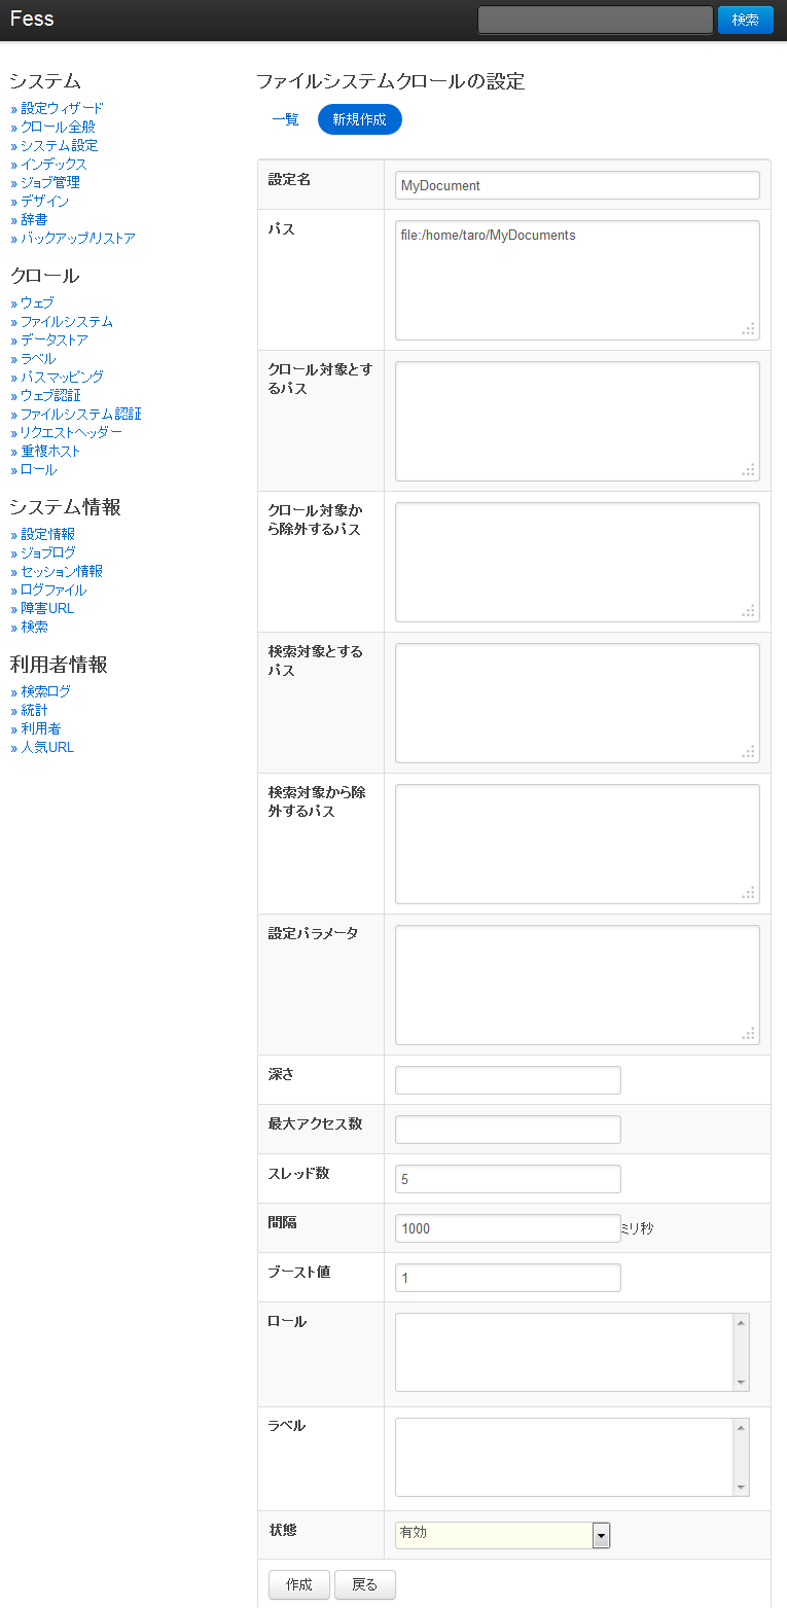 Fess
検索
システム
» 設定ウィザード
» クロール全般
» システム設定
» インデックス
» ジョブ管理
» デザイン
» 辞書
» バックアップ/リストア
クロール
» ウェブ
» ファイルシステム
» データストア
» ラベル
» パスマッピング
» ウェブ認証
» ファイルシステム認証
» リクエストヘッダー
» 重複ホスト
» ロール
システム情報
» 設定情報
» ジョブログ
» セッション情報
» ログファイル
» 障害URL
» 検索
利用者情報
» 検索ログ
» 統計
» 利用者
» 人気URL
ファイルシステムクロールの設定
一覧 新規作成
設定名 MyDocument
パス file:/home/taro/MyDocuments
クロール対象とす
るパス
クロール対象か
ら除外するパス
検索対象とする
パス
検索対象から除
外するパス
設定パラメータ
深さ
最大アクセス数
スレッド数 5
間隔 1000 ミリ秒
ブースト値 1
ロール
ラベル
状態 有効
作成 戻る